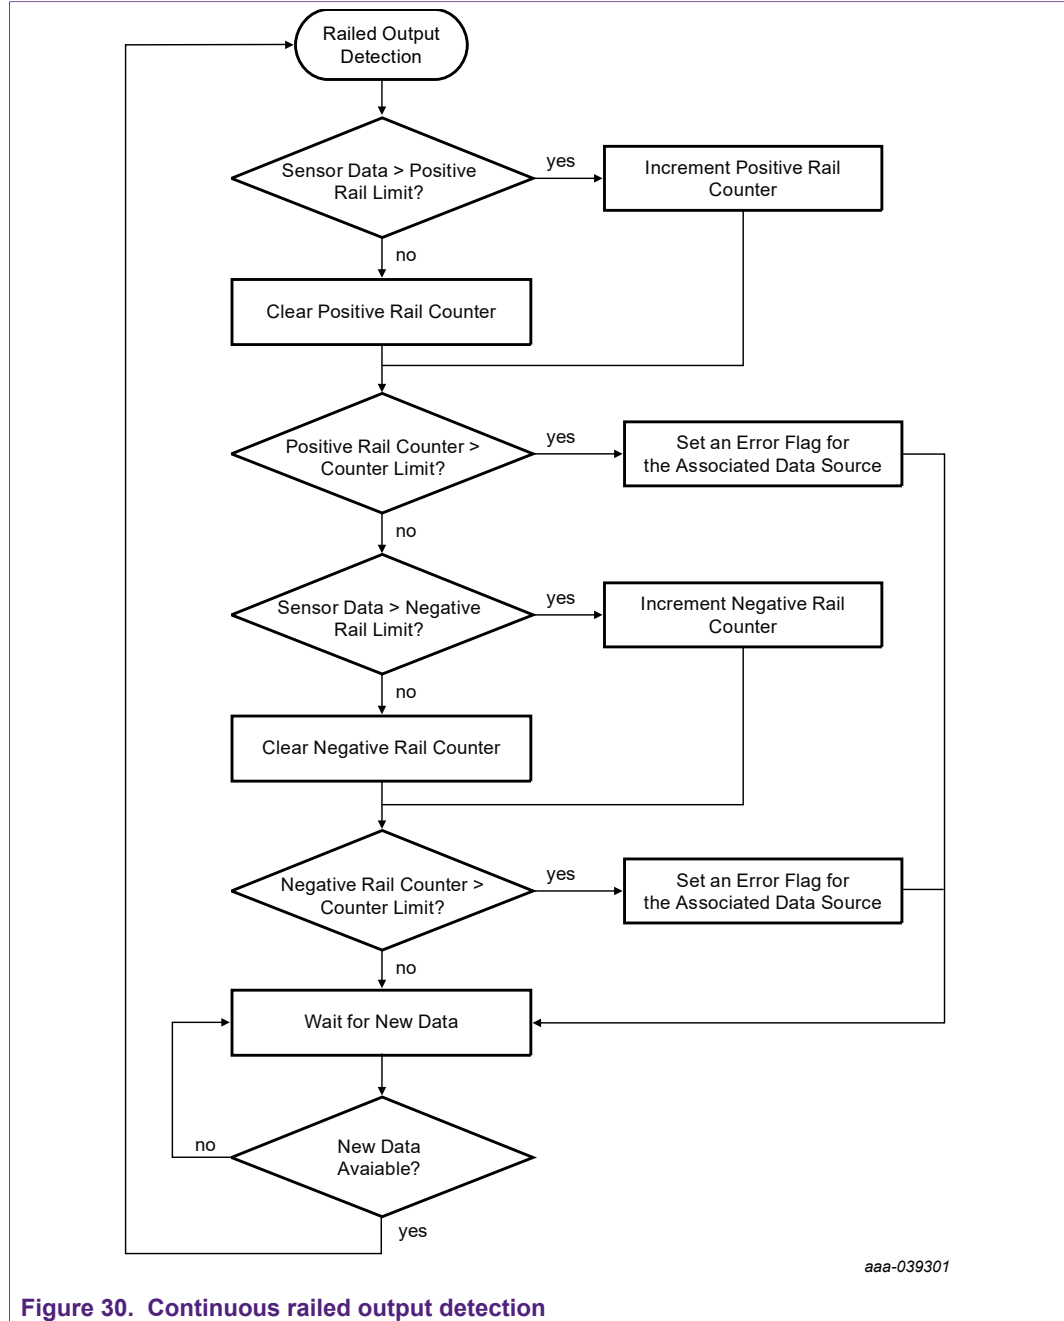 Railed Output
Detection
Sensor Data > Positive
Rail Limit?
yes
Increment Positive Rail
Counter
no
Clear Positive Rail Counter
Positive Rail Counter >
Counter Limit?
yes
Set an Error Flag for
the Associated Data Source
no
Sensor Data > Negative
Rail Limit?
yes
Increment Negative Rail
Counter
no
Clear Negative Rail Counter
Negative Rail Counter >
Counter Limit?
yes
Set an Error Flag for
the Associated Data Source
no
Wait for New Data
no
New Data
Avaiable?
yes
aaa-039301
Figure 30. Continuous railed output detection